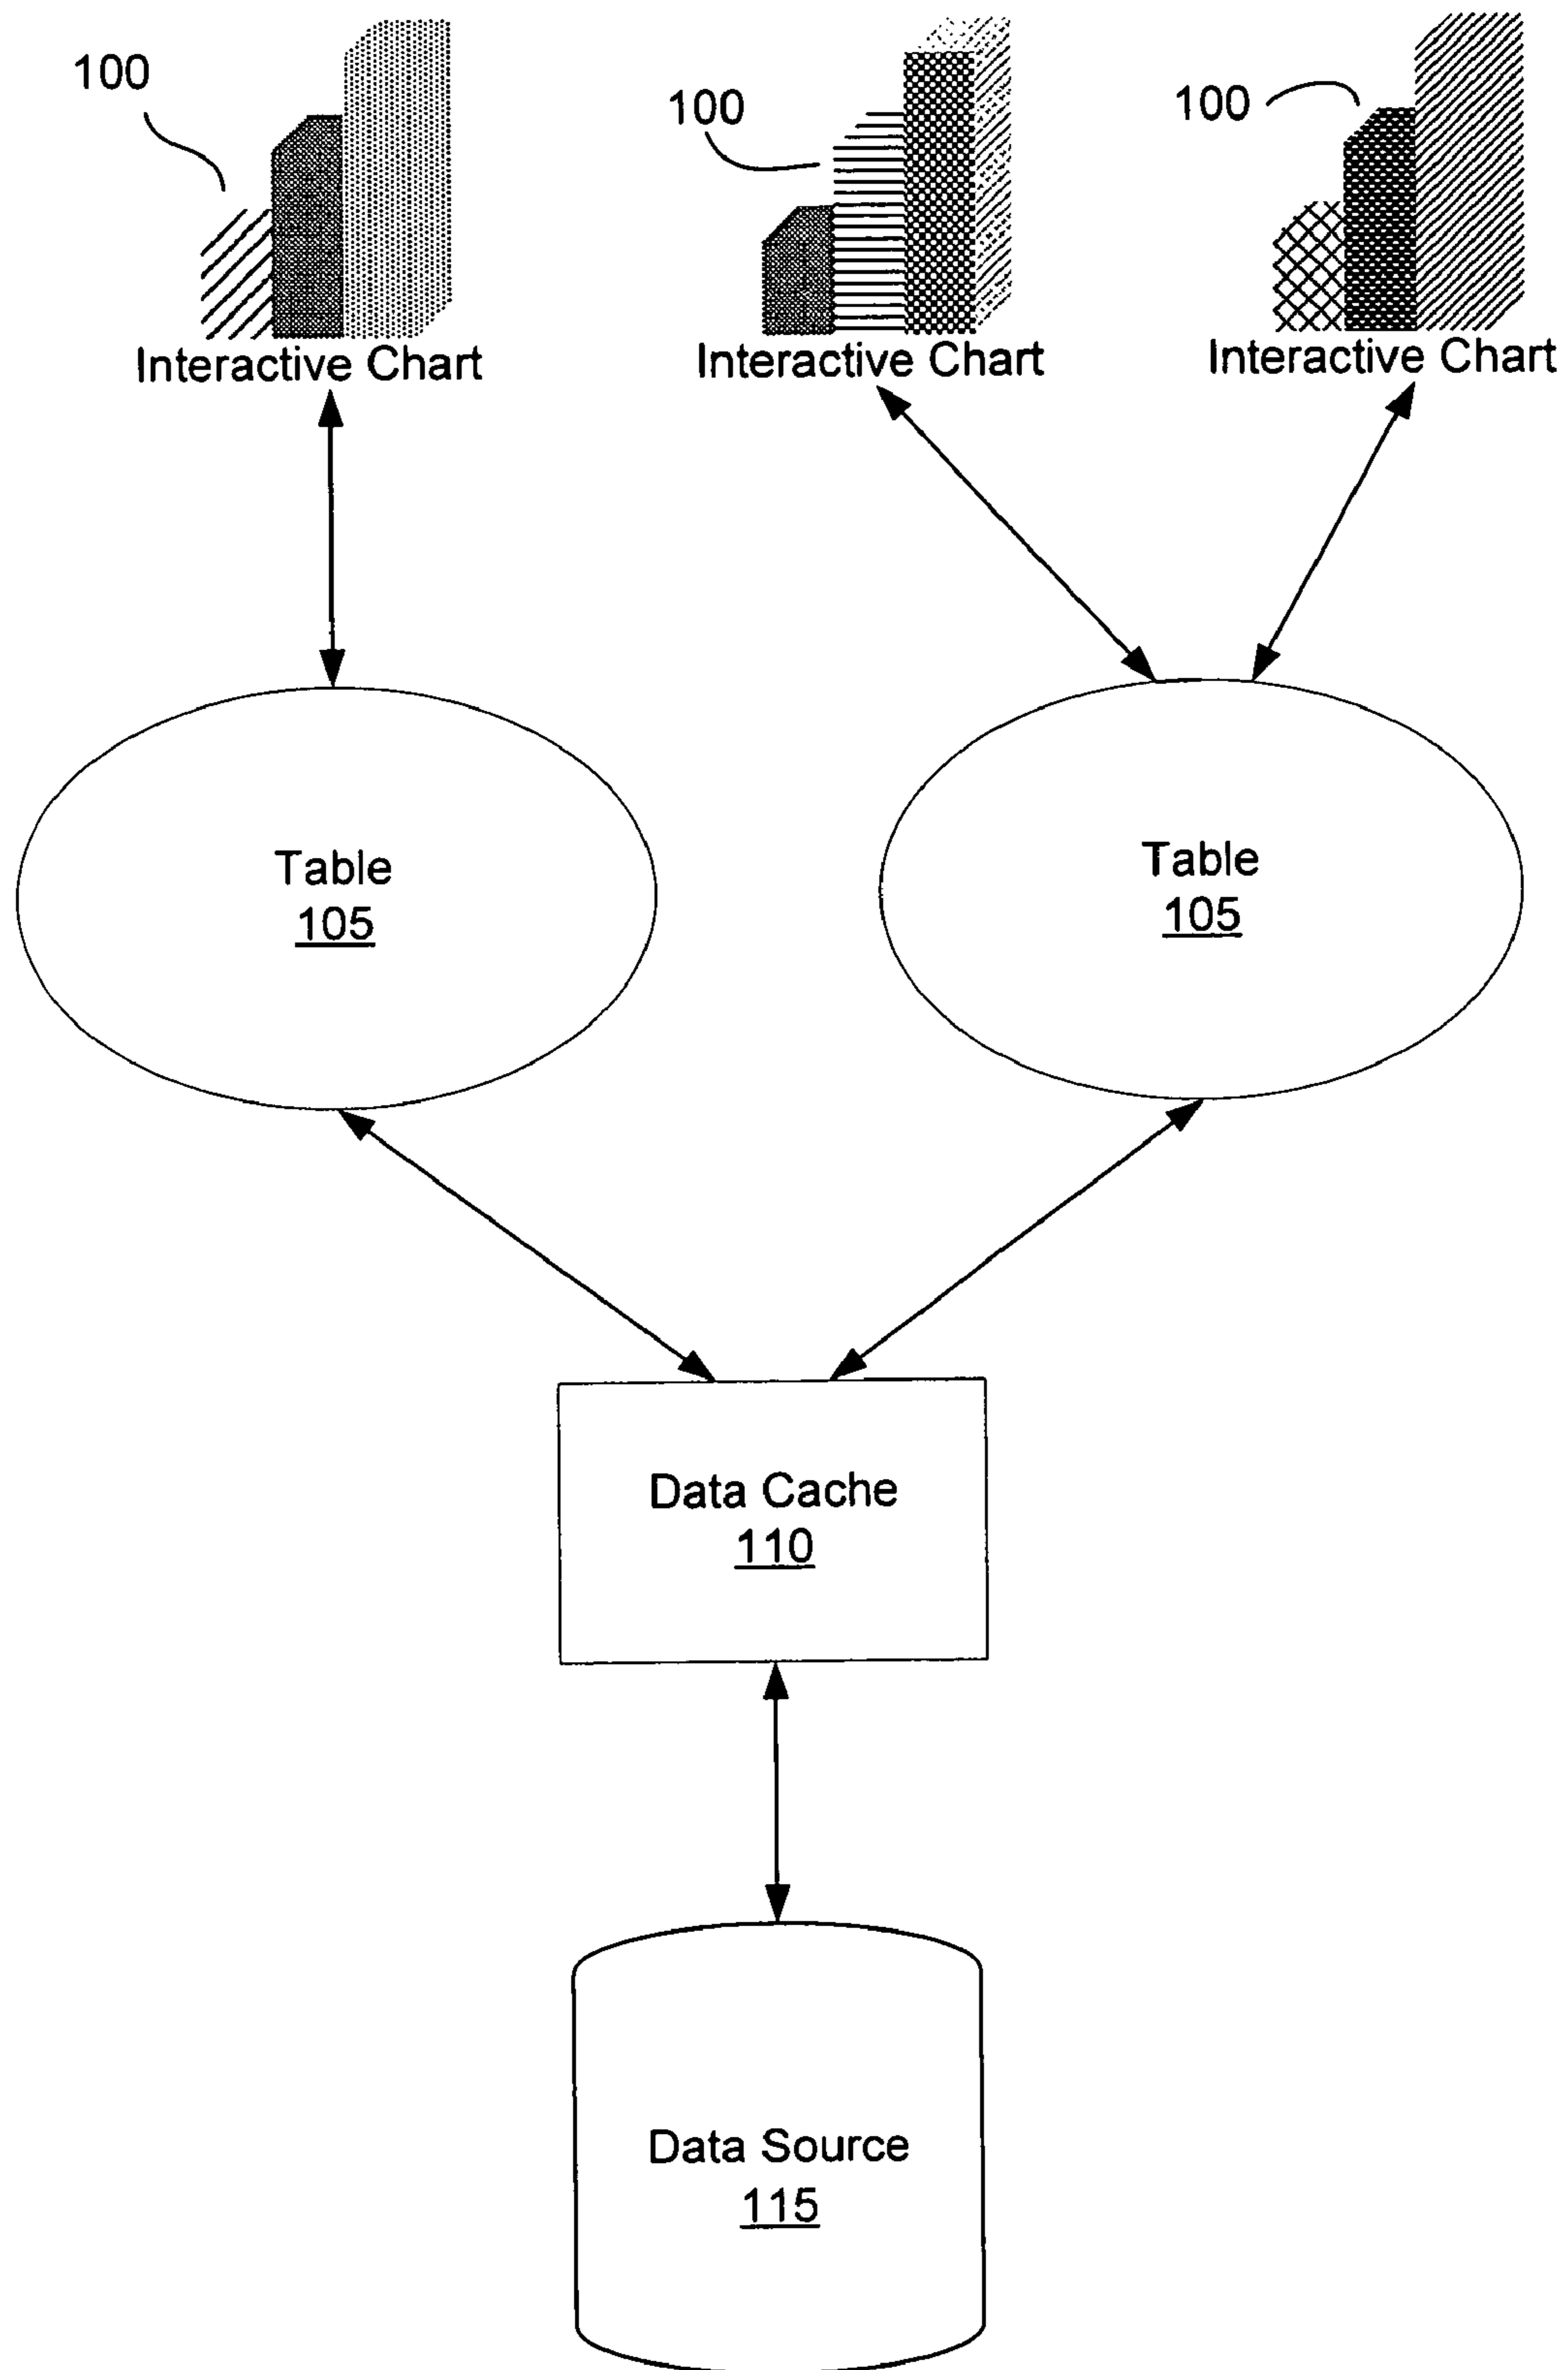 100
100
100
Interactive Chart
Interactive Chart
Interactive Chart
Table
105
Table
105
Data Cache
110
Data Source
115